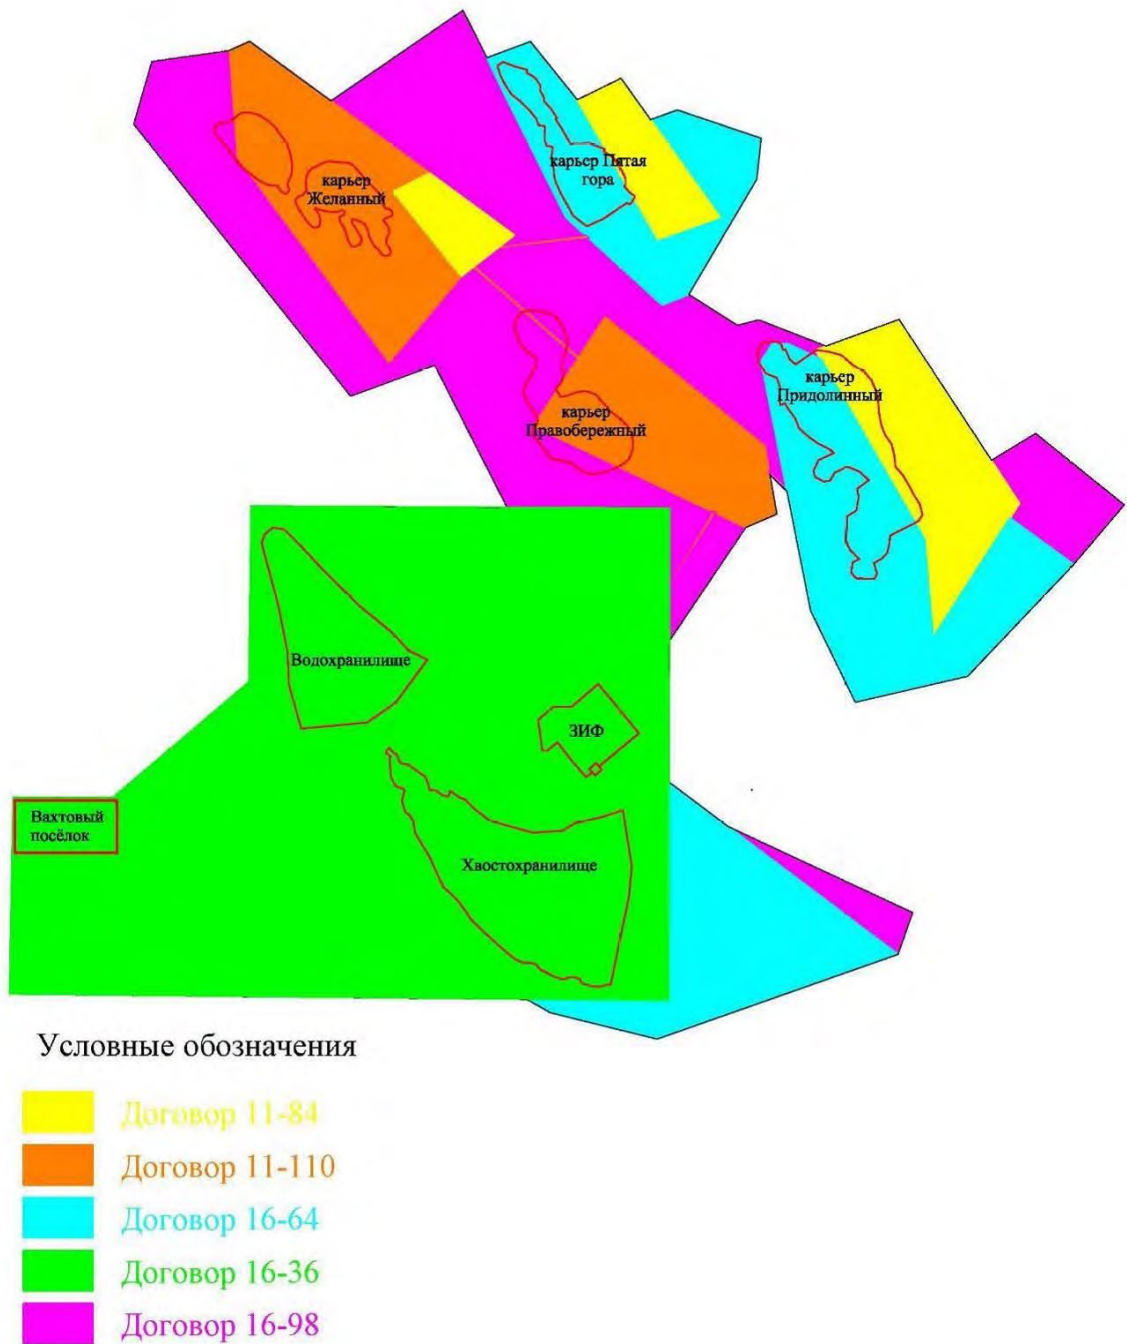 карьер Пятая
гора
карьер
Желанный
карьер
Придолинный
карьер
Правобережный
Водохранилище
ЗИФ
Вахтовый
посёлок
Хвостохранилище
Условные обозначения
Договор 11-84
Договор 11-110
Договор 16-64
Договор 16-36
Договор 16-98